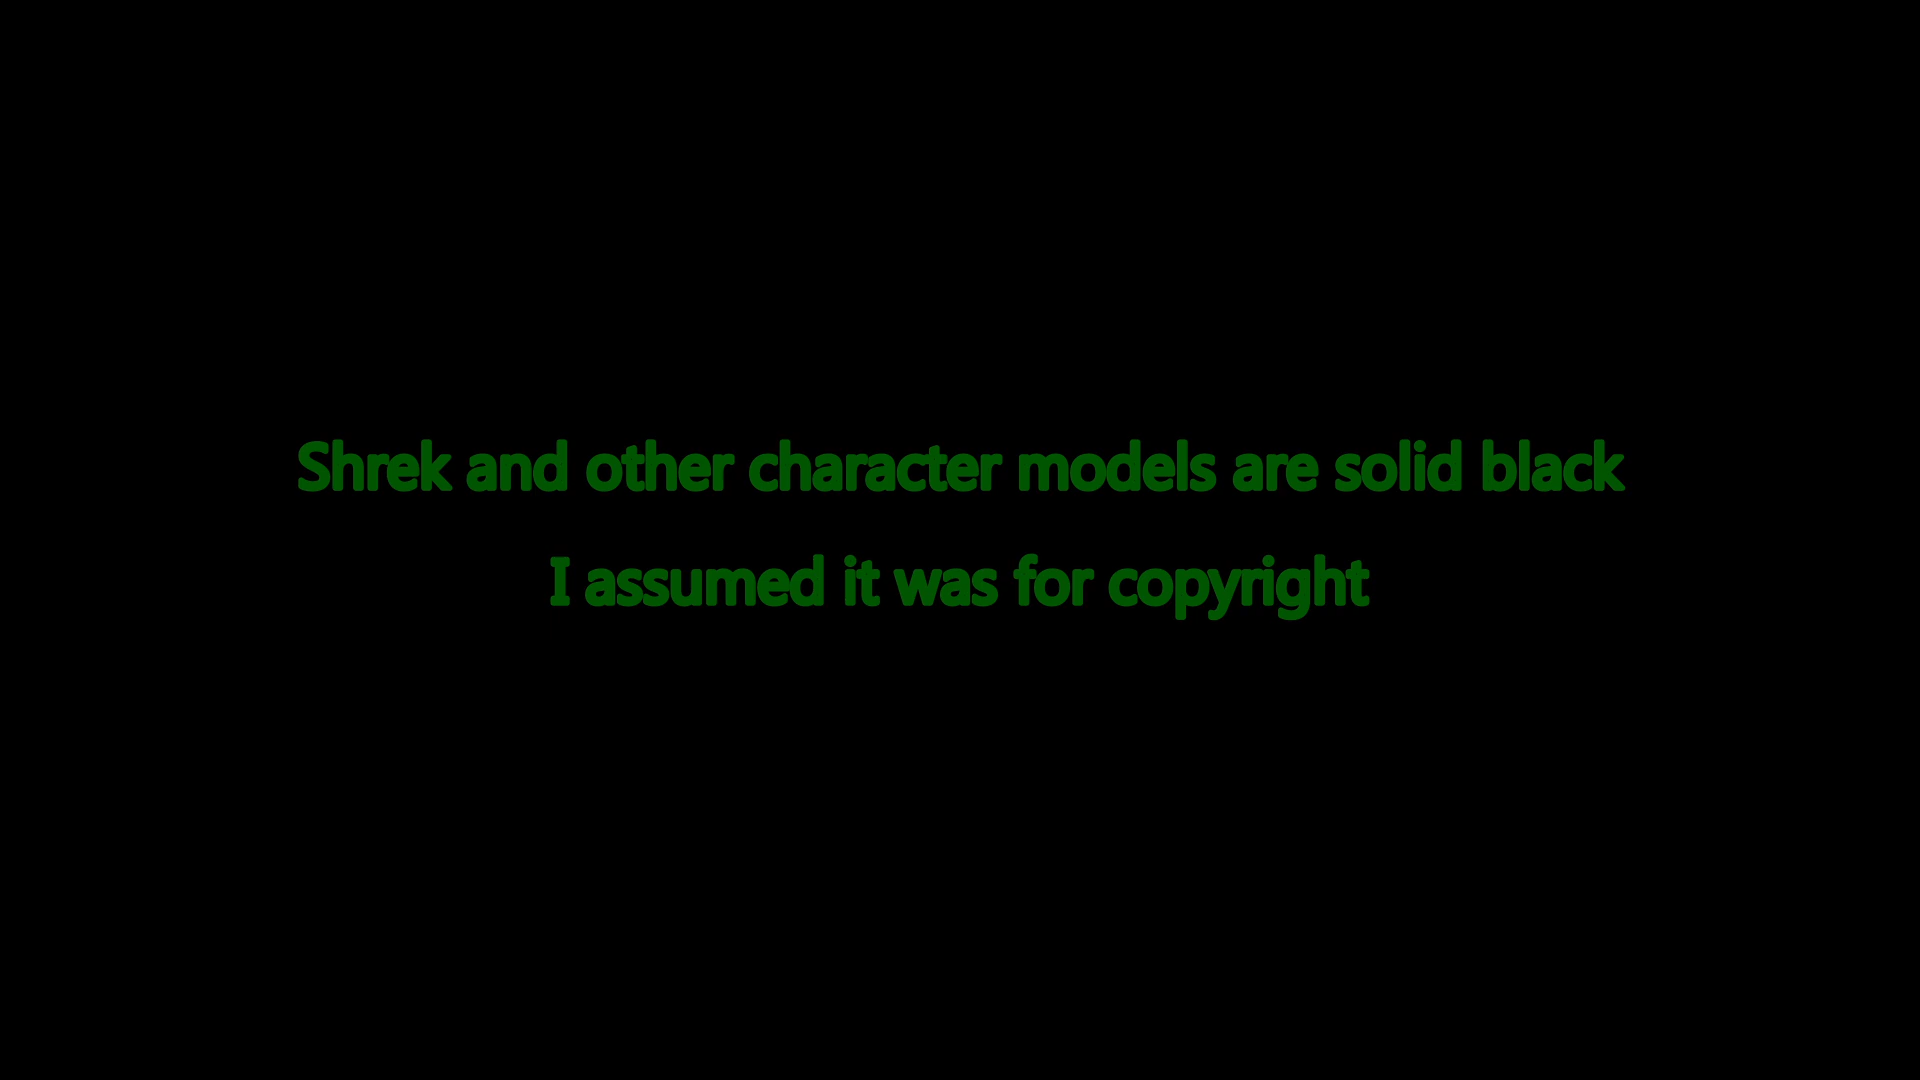 Shrek and other character models are solid black
I assumed it was for copyright